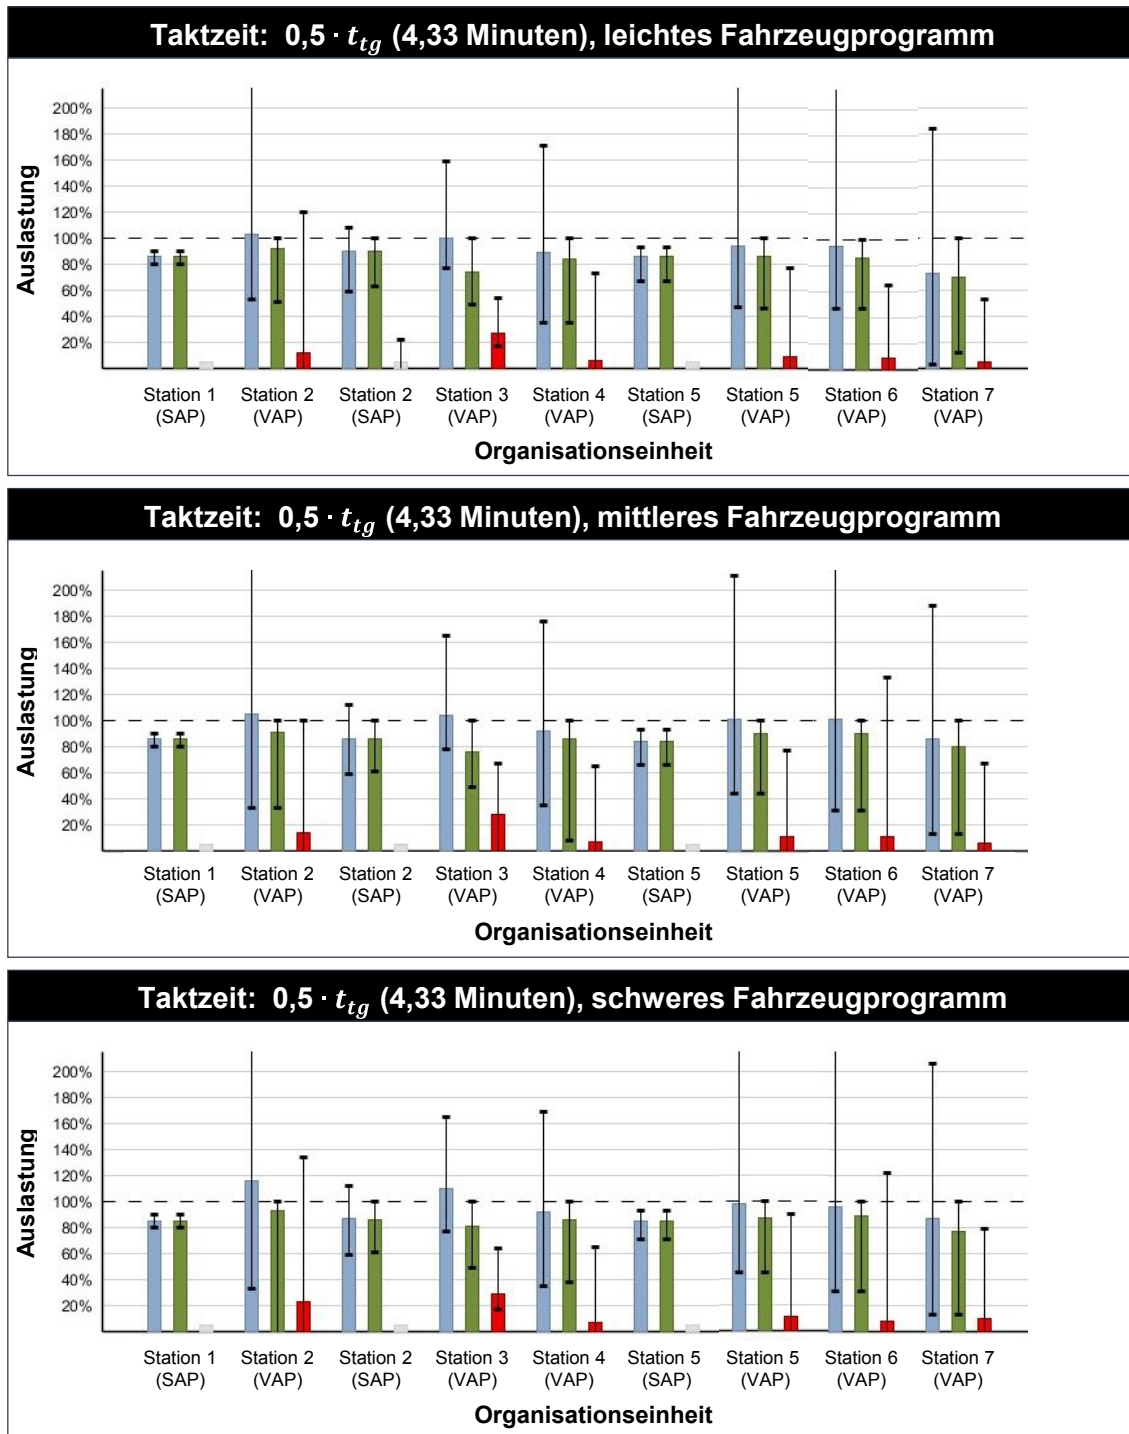 Taktzeit: 0,5 · t_tg (4,33 Minuten), leichtes Fahrzeugprogramm
Auslastung
200%
180%
160%
140%
120%
100%
80%
60%
40%
20%
Station 1 Station 2 Station 2 Station 3 Station 4 Station 5 Station 5 Station 6 Station 7
(SAP) (VAP) (SAP) (VAP) (VAP) (SAP) (VAP) (VAP) (VAP)
Organisationseinheit
Taktzeit: 0,5 · t_tg (4,33 Minuten), mittleres Fahrzeugprogramm
Auslastung
200%
180%
160%
140%
120%
100%
80%
60%
40%
20%
Station 1 Station 2 Station 2 Station 3 Station 4 Station 5 Station 5 Station 6 Station 7
(SAP) (VAP) (SAP) (VAP) (VAP) (SAP) (VAP) (VAP) (VAP)
Organisationseinheit
Taktzeit: 0,5 · t_tg (4,33 Minuten), schweres Fahrzeugprogramm
Auslastung
200%
180%
160%
140%
120%
100%
80%
60%
40%
20%
Station 1 Station 2 Station 2 Station 3 Station 4 Station 5 Station 5 Station 6 Station 7
(SAP) (VAP) (SAP) (VAP) (VAP) (SAP) (VAP) (VAP) (VAP)
Organisationseinheit